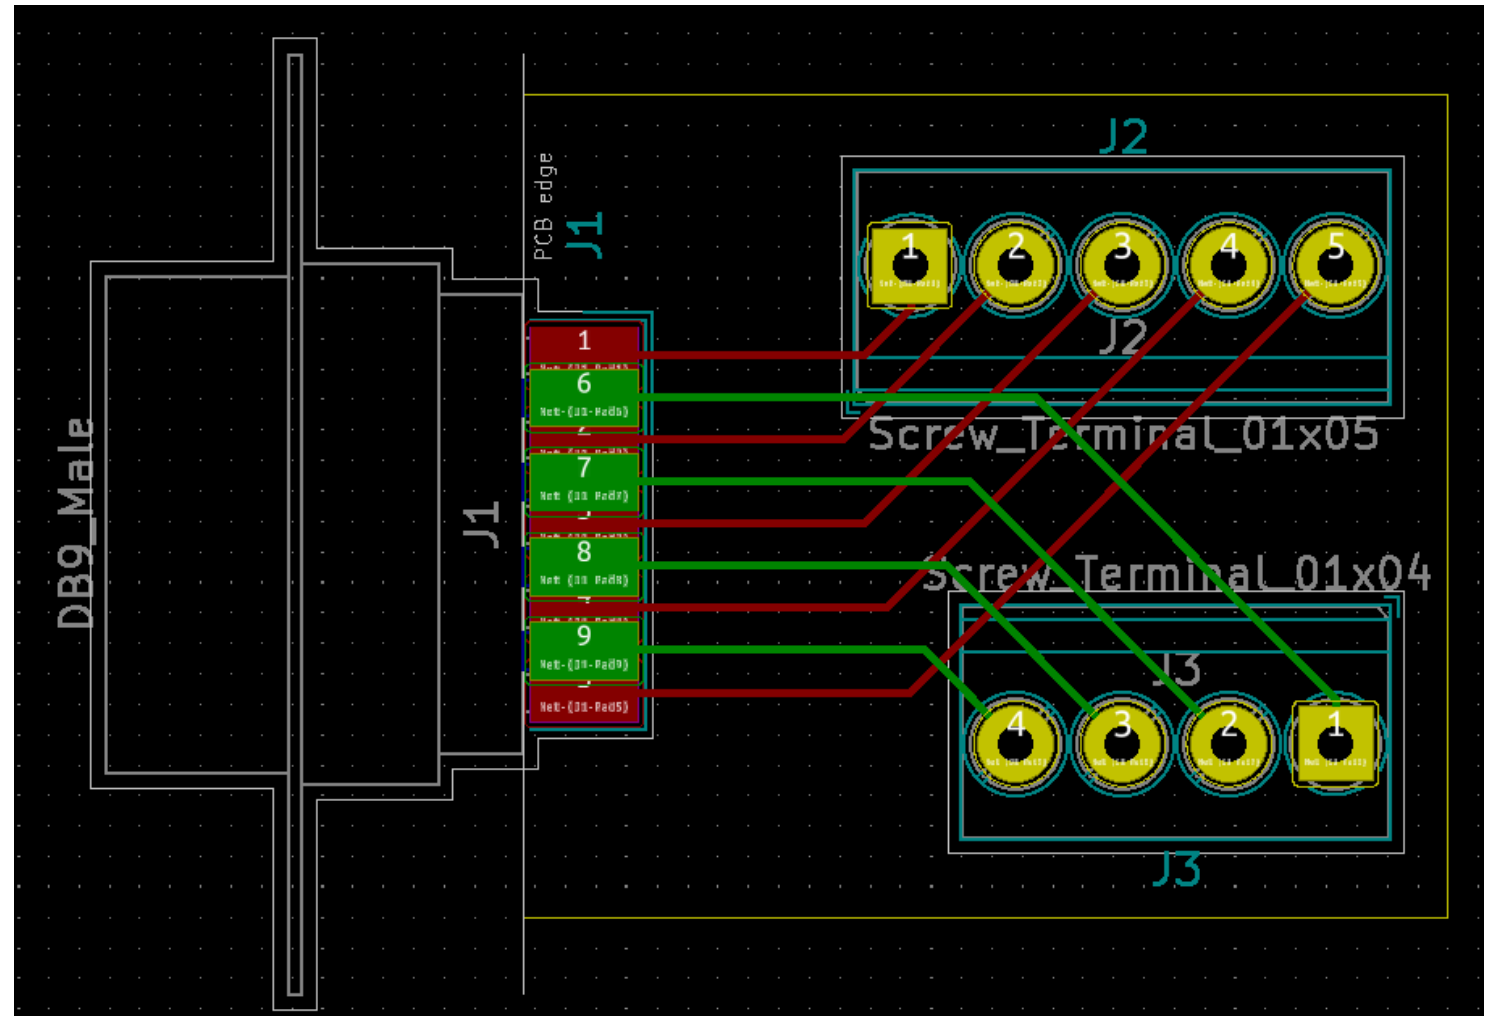 J2
PCB edge
J1
1
2
3
4
5
J2
1
6
Net-(J1-Pad6)
7
Net-(J1-Pad7)
8
Net-(J1-Pad8)
9
Net-(J1-Pad9)
Net-(J1-Pad5)
Screw_Terminal_01x05
DB9_Male
J1
Screw_Terminal_01x04
J3
4
3
2
1
J3